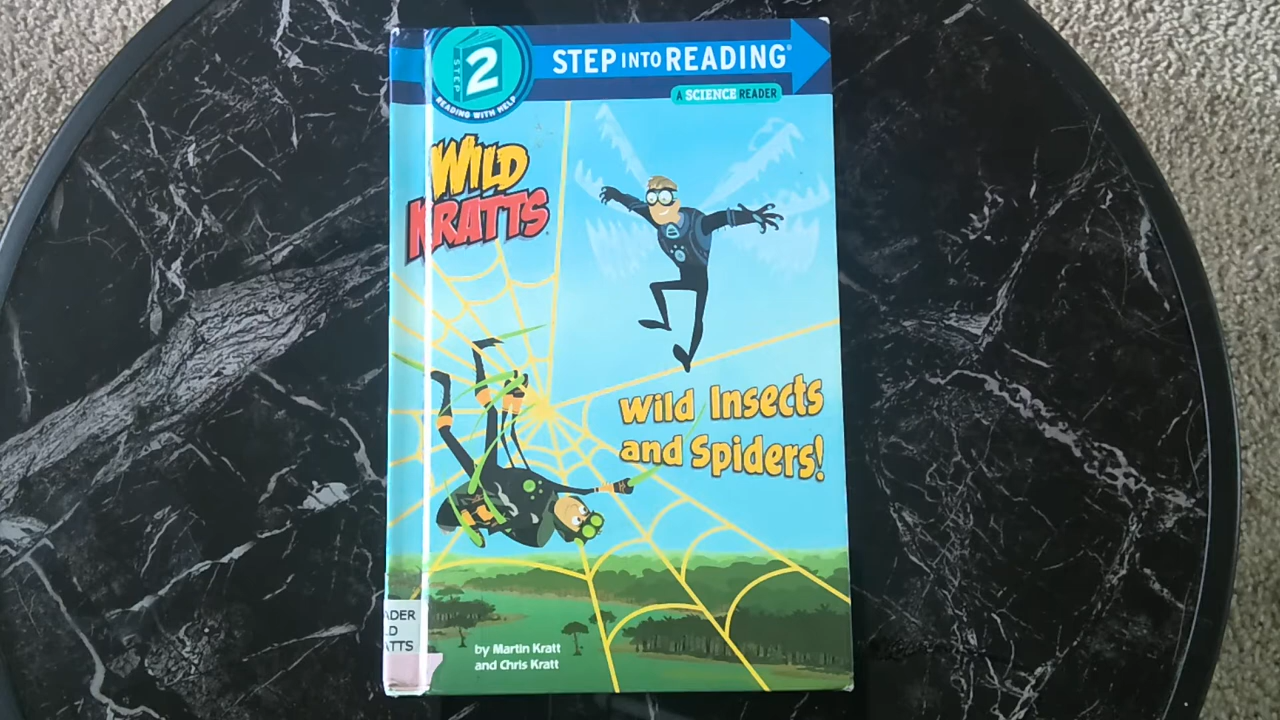 STEP 2
READING WITH HELP
STEP INTO READING®
A SCIENCE READER
WILD
KRATTS
Wild Insects
and Spiders!
ADER
LD
ATTS
by Martin Kratt
and Chris Kratt